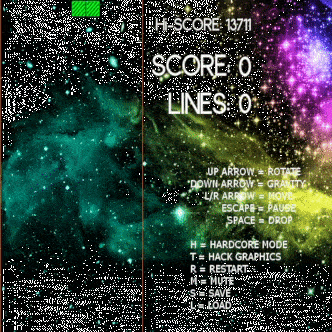 HI-SCORE 13711
SCORE 0
LINES 0
UP ARROW = ROTATE
DOWN ARROW = GRAVITY
L/R ARROW = MOVE
ESCAPE = PAUSE
SPACE = DROP
H = HARDCORE MODE
T = HACK GRAPHICS
R = RESTART
M = MUTE
L = LOAD